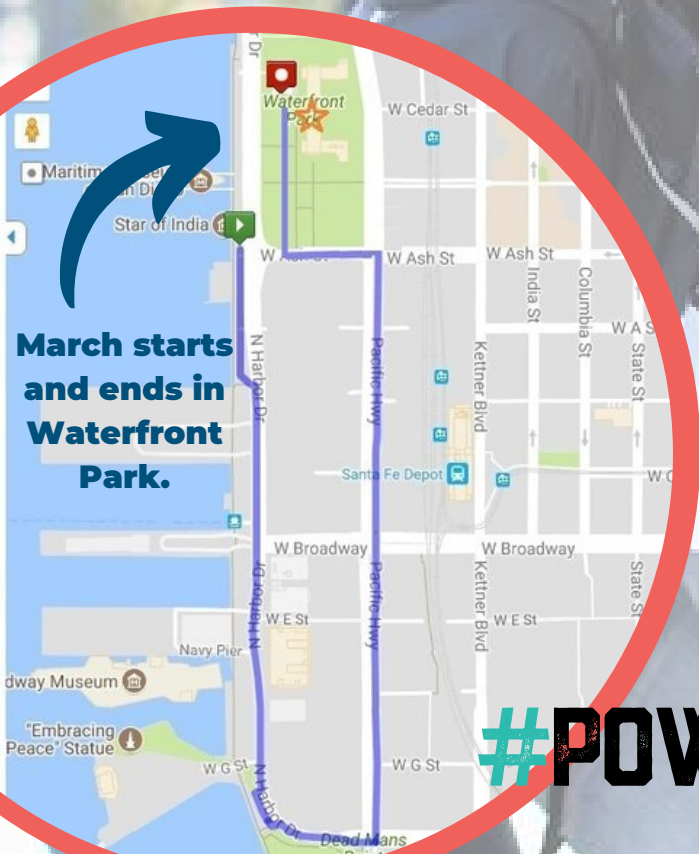 r Dr
Waterfront
Park
W Cedar St
Maritim
Star of India
W Ash St
W Ash St
W Ash St
India St
Columbia St
State St
W A S
March starts
and ends in
Waterfront
Park.
N Harbor Dr
Pacific Hwy
Kettner Blvd
Santa Fe Depot
W C
W Broadway
W Broadway
N Harbor Dr
Pacific Hwy
Kettner Blvd
State St
W E St
W E St
Navy Pier
dway Museum
"Embracing
Peace" Statue
W G St
W G St
#POW
N Harbor Dr
Dead Mans